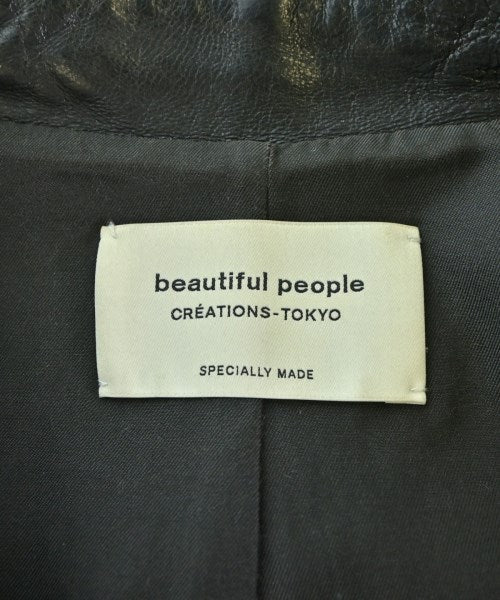 beautiful people
CRÉATIONS-TOKYO
SPECIALLY MADE